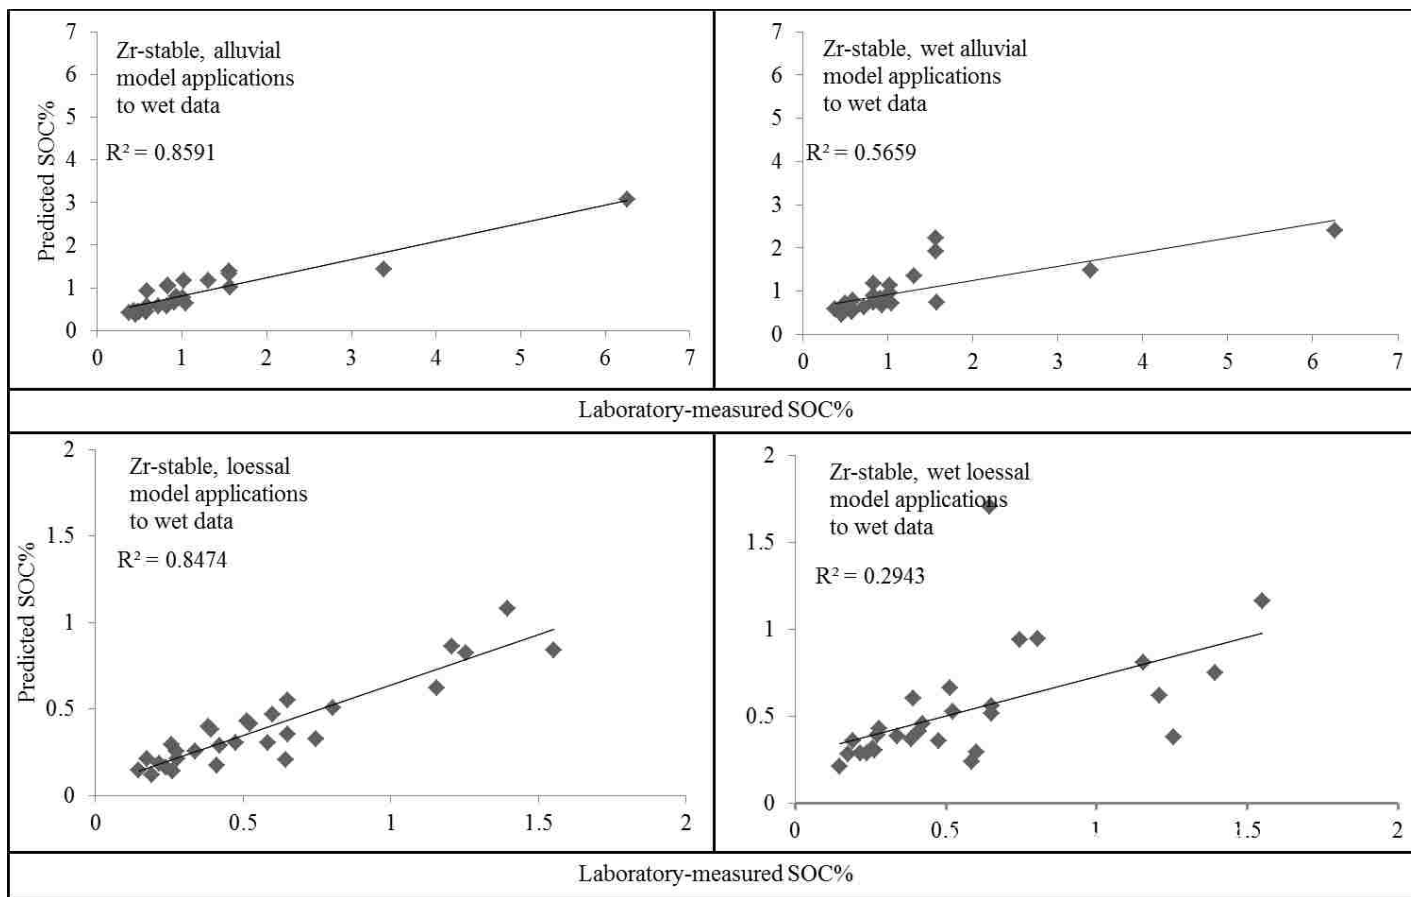 Zr-stable, alluvial
model applications
to wet data
R² = 0.8591
Predicted SOC%
7
6
5
4
3
2
1
0
0 1 2 3 4 5 6 7
Zr-stable, wet alluvial
model applications
to wet data
R² = 0.5659
7
6
5
4
3
2
1
0
0 1 2 3 4 5 6 7
Laboratory-measured SOC%
Zr-stable, loessal
model applications
to wet data
R² = 0.8474
Predicted SOC%
2
1.5
1
0.5
0
0 0.5 1 1.5 2
Zr-stable, wet loessal
model applications
to wet data
R² = 0.2943
2
1.5
1
0.5
0
0 0.5 1 1.5 2
Laboratory-measured SOC%